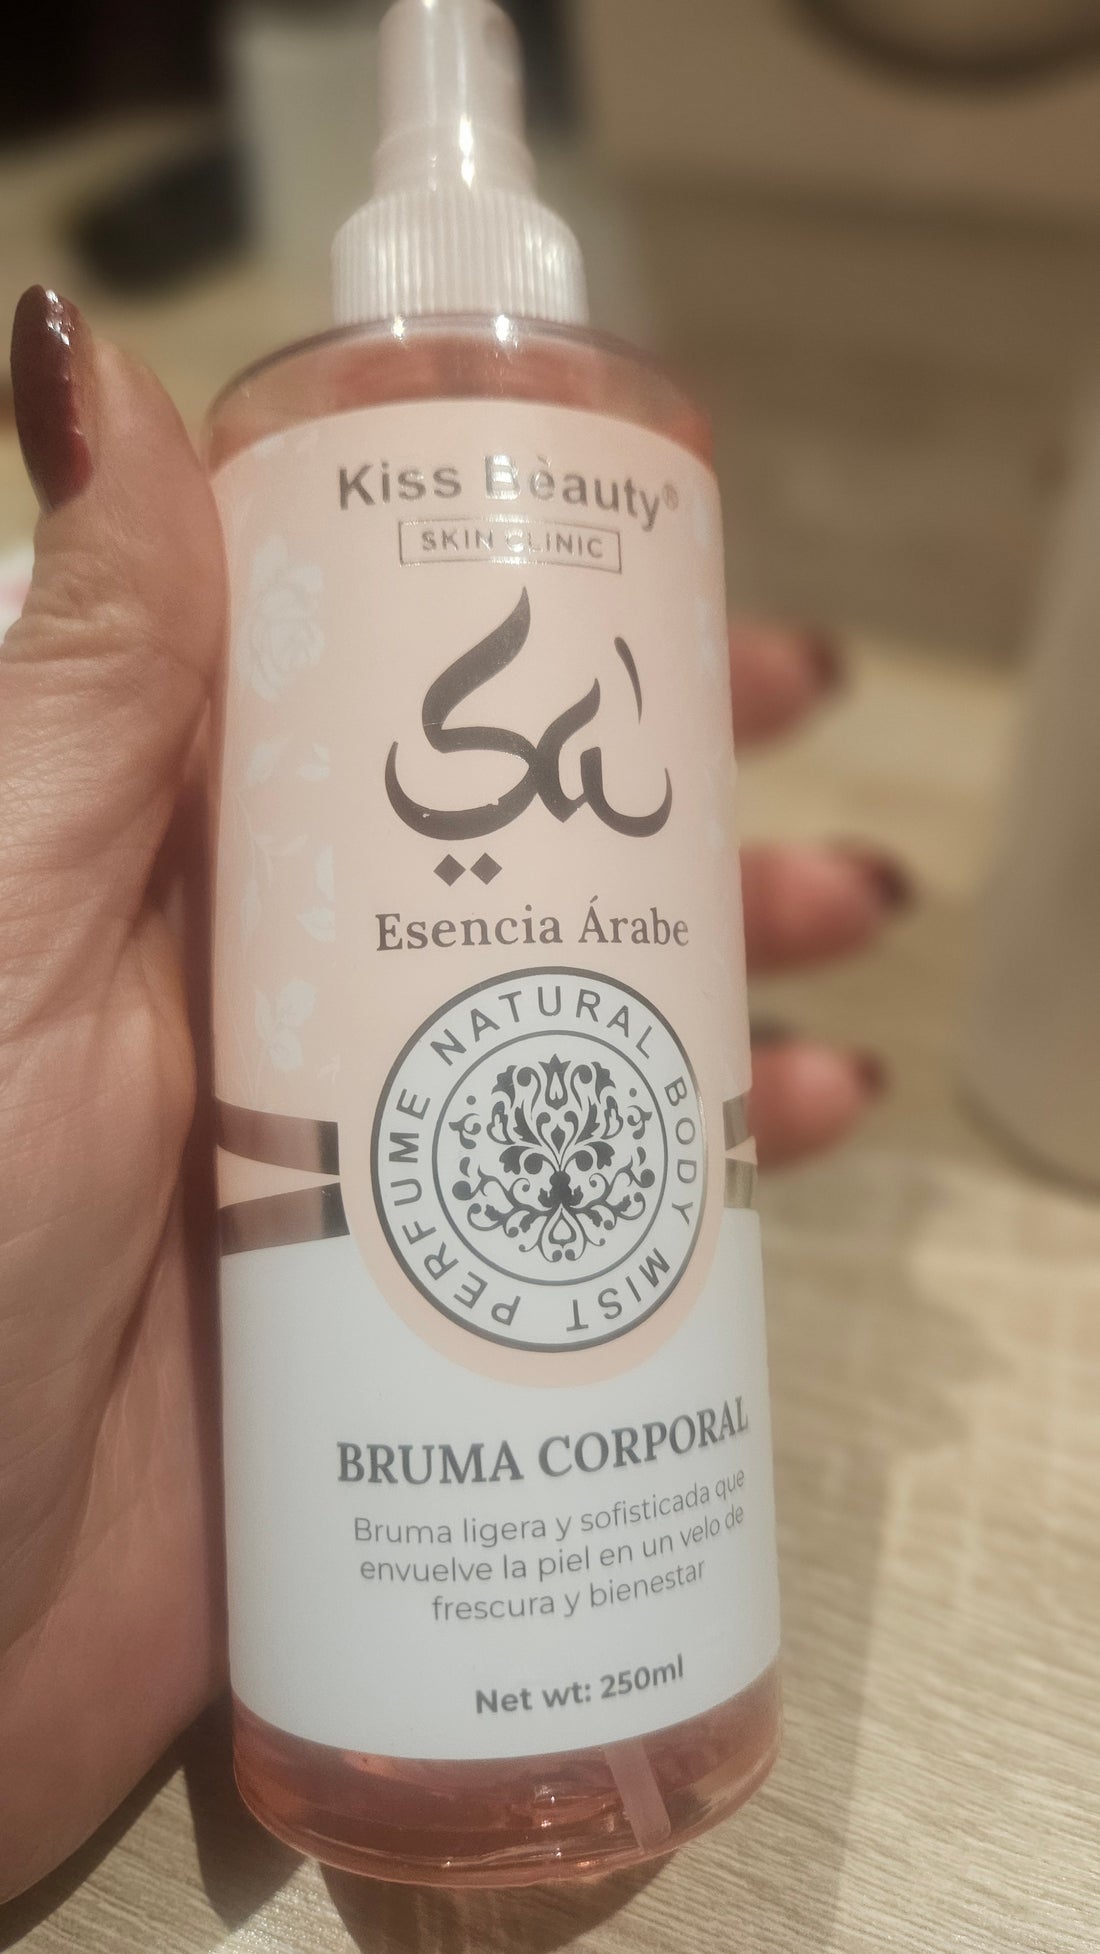 Kiss Bèauty®
SKIN CLINIC
Esencia Árabe
PERFUME NATURAL BODY MIST
BRUMA CORPORAL
Bruma ligera y sofisticada que
envuelve la piel en un velo de
frescura y bienestar
Net wt: 250ml